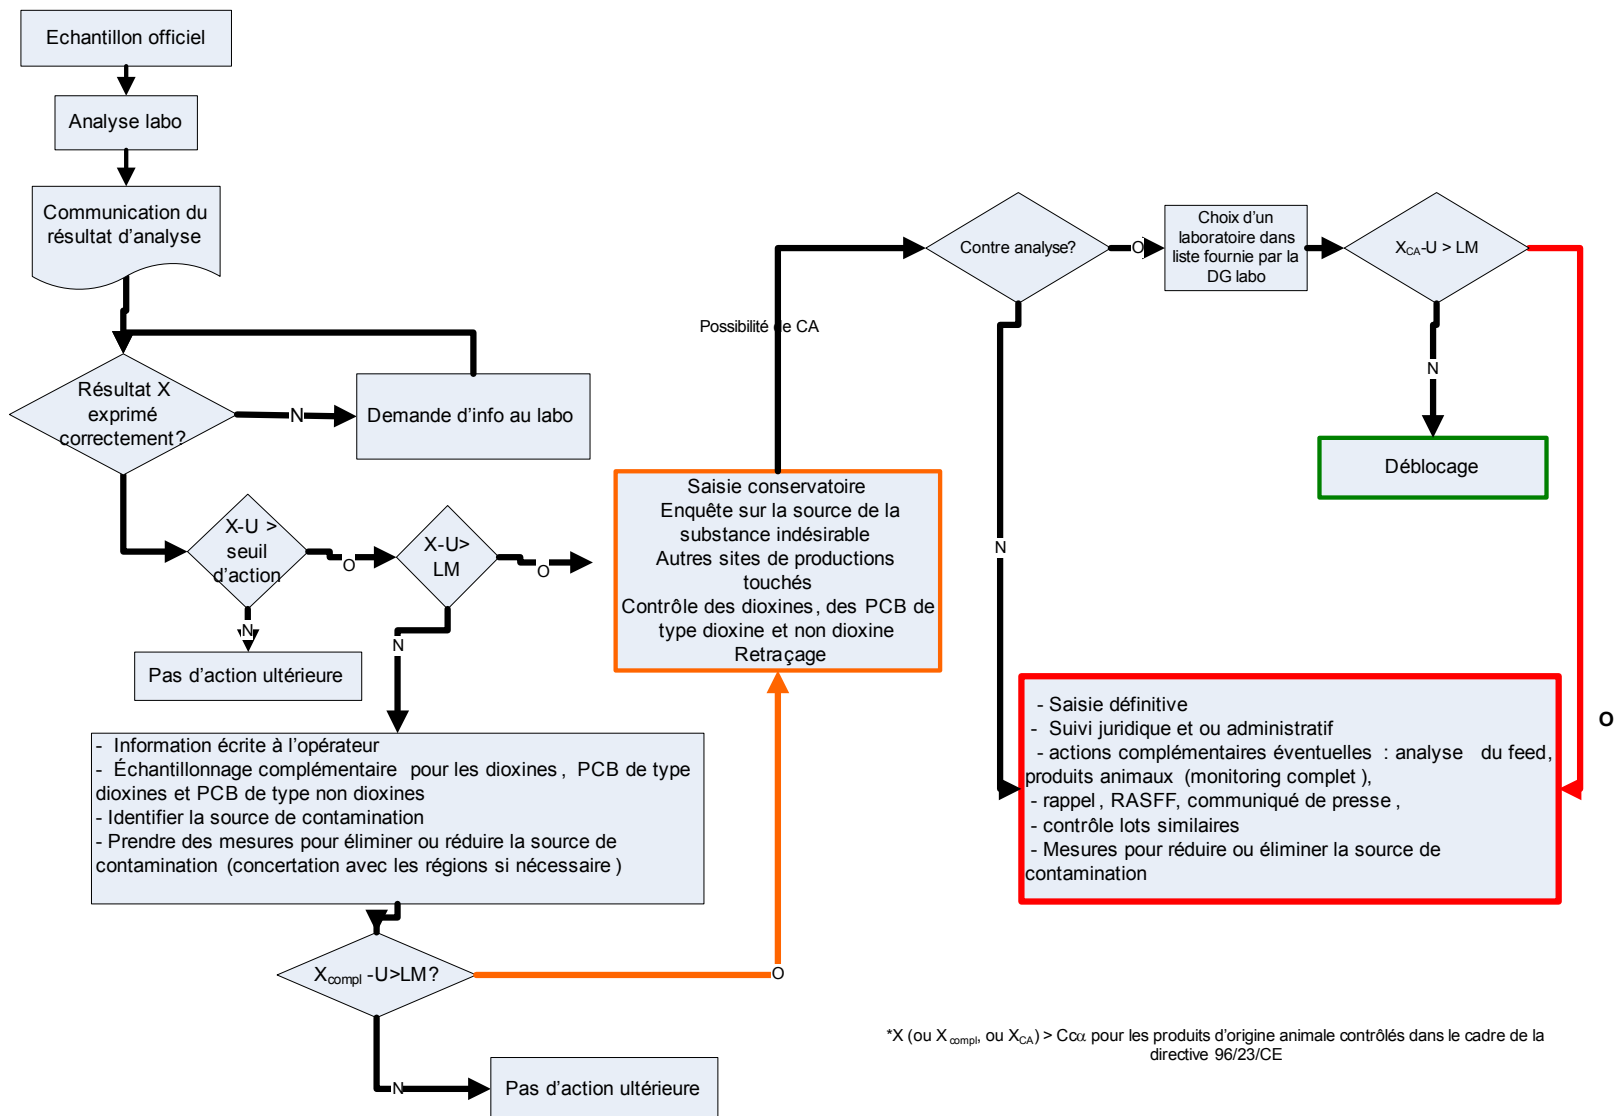 Echantillon officiel
Analyse labo
Communication du
résultat d'analyse
Résultat X
exprimé
correctement?
N
Demande d'info au labo
X-U >
seuil
d'action
O
N
Pas d'action ultérieure
X-U>
LM
O
N
- Information écrite à l'opérateur
- Échantillonnage complémentaire pour les dioxines, PCB de type
dioxines et PCB de type non dioxines
- Identifier la source de contamination
- Prendre des mesures pour éliminer ou réduire la source de
contamination (concertation avec les régions si nécessaire)
Xcompl -U>LM?
O
N
Pas d'action ultérieure
Saisie conservatoire
Enquête sur la source de la
substance indésirable
Autres sites de productions
touchés
Contrôle des dioxines, des PCB de
type dioxine et non dioxine
Retraçage
Possibilité de CA
Contre analyse?
O
N
Choix d'un
laboratoire dans
liste fournie par la
DG labo
XCA-U > LM
N
Déblocage
O
- Saisie définitive
- Suivi juridique et ou administratif
- actions complémentaires éventuelles : analyse du feed,
produits animaux (monitoring complet),
- rappel, RASFF, communiqué de presse,
- contrôle lots similaires
- Mesures pour réduire ou éliminer la source de
contamination
*X (ou Xcompl, ou XCA) > Ccα pour les produits d'origine animale contrôlés dans le cadre de la
directive 96/23/CE